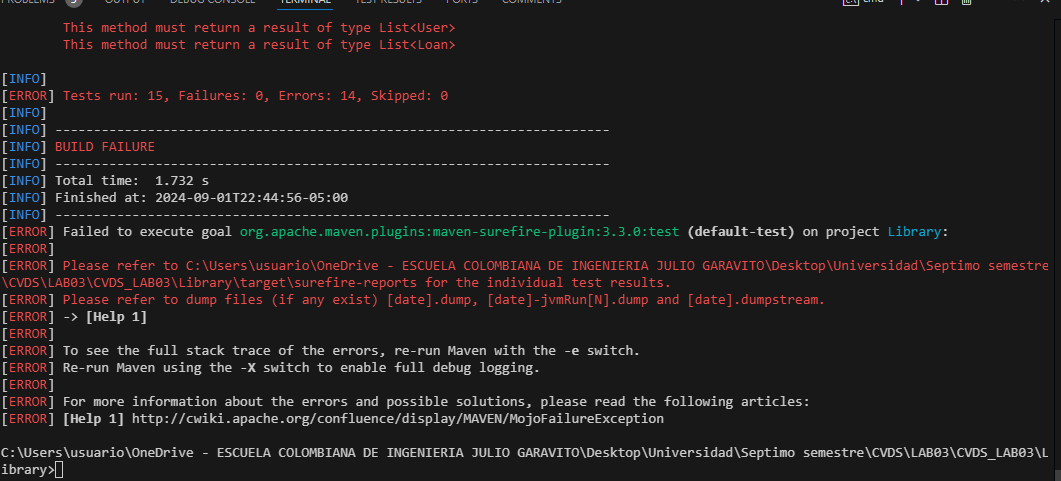 PROBLEMS 5 OUTPUT DEBUG CONSOLE TERMINAL TEST RESULTS PORTS COMMENTS cmd
This method must return a result of type List<User>
This method must return a result of type List<Loan>
[INFO]
[ERROR] Tests run: 15, Failures: 0, Errors: 14, Skipped: 0
[INFO]
[INFO] ------------------------------------------------------------------------
[INFO] BUILD FAILURE
[INFO] ------------------------------------------------------------------------
[INFO] Total time:  1.732 s
[INFO] Finished at: 2024-09-01T22:44:56-05:00
[INFO] ------------------------------------------------------------------------
[ERROR] Failed to execute goal org.apache.maven.plugins:maven-surefire-plugin:3.3.0:test (default-test) on project Library:
[ERROR]
[ERROR] Please refer to C:\Users\usuario\OneDrive - ESCUELA COLOMBIANA DE INGENIERIA JULIO GARAVITO\Desktop\Universidad\Septimo semestre
\CVDS\LAB03\CVDS_LAB03\Library\target\surefire-reports for the individual test results.
[ERROR] Please refer to dump files (if any exist) [date].dump, [date]-jvmRun[N].dump and [date].dumpstream.
[ERROR] -> [Help 1]
[ERROR]
[ERROR] To see the full stack trace of the errors, re-run Maven with the -e switch.
[ERROR] Re-run Maven using the -X switch to enable full debug logging.
[ERROR]
[ERROR] For more information about the errors and possible solutions, please read the following articles:
[ERROR] [Help 1] http://cwiki.apache.org/confluence/display/MAVEN/MojoFailureException
C:\Users\usuario\OneDrive - ESCUELA COLOMBIANA DE INGENIERIA JULIO GARAVITO\Desktop\Universidad\Septimo semestre\CVDS\LAB03\CVDS_LAB03\L
ibrary>